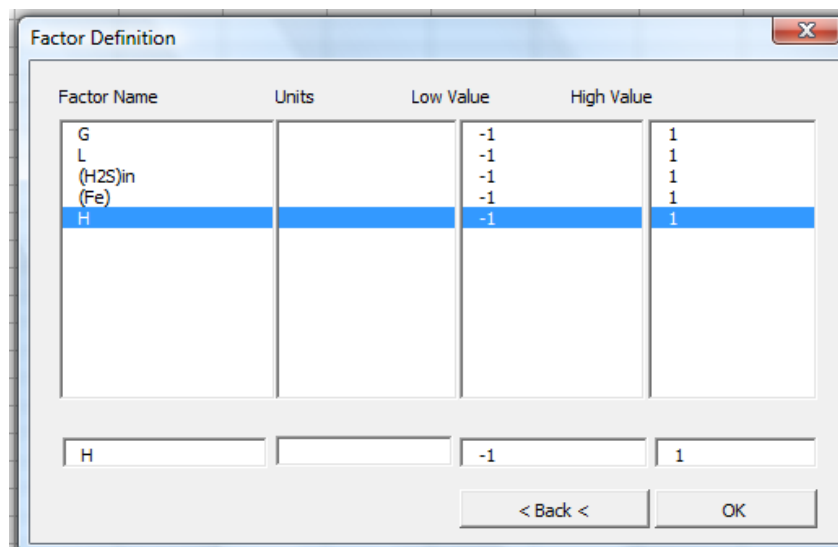 Factor Definition
X
Factor Name Units Low Value High Value
G -1 1
L -1 1
(H2S)in -1 1
(Fe) -1 1
H -1 1
H -1 1
< Back < OK